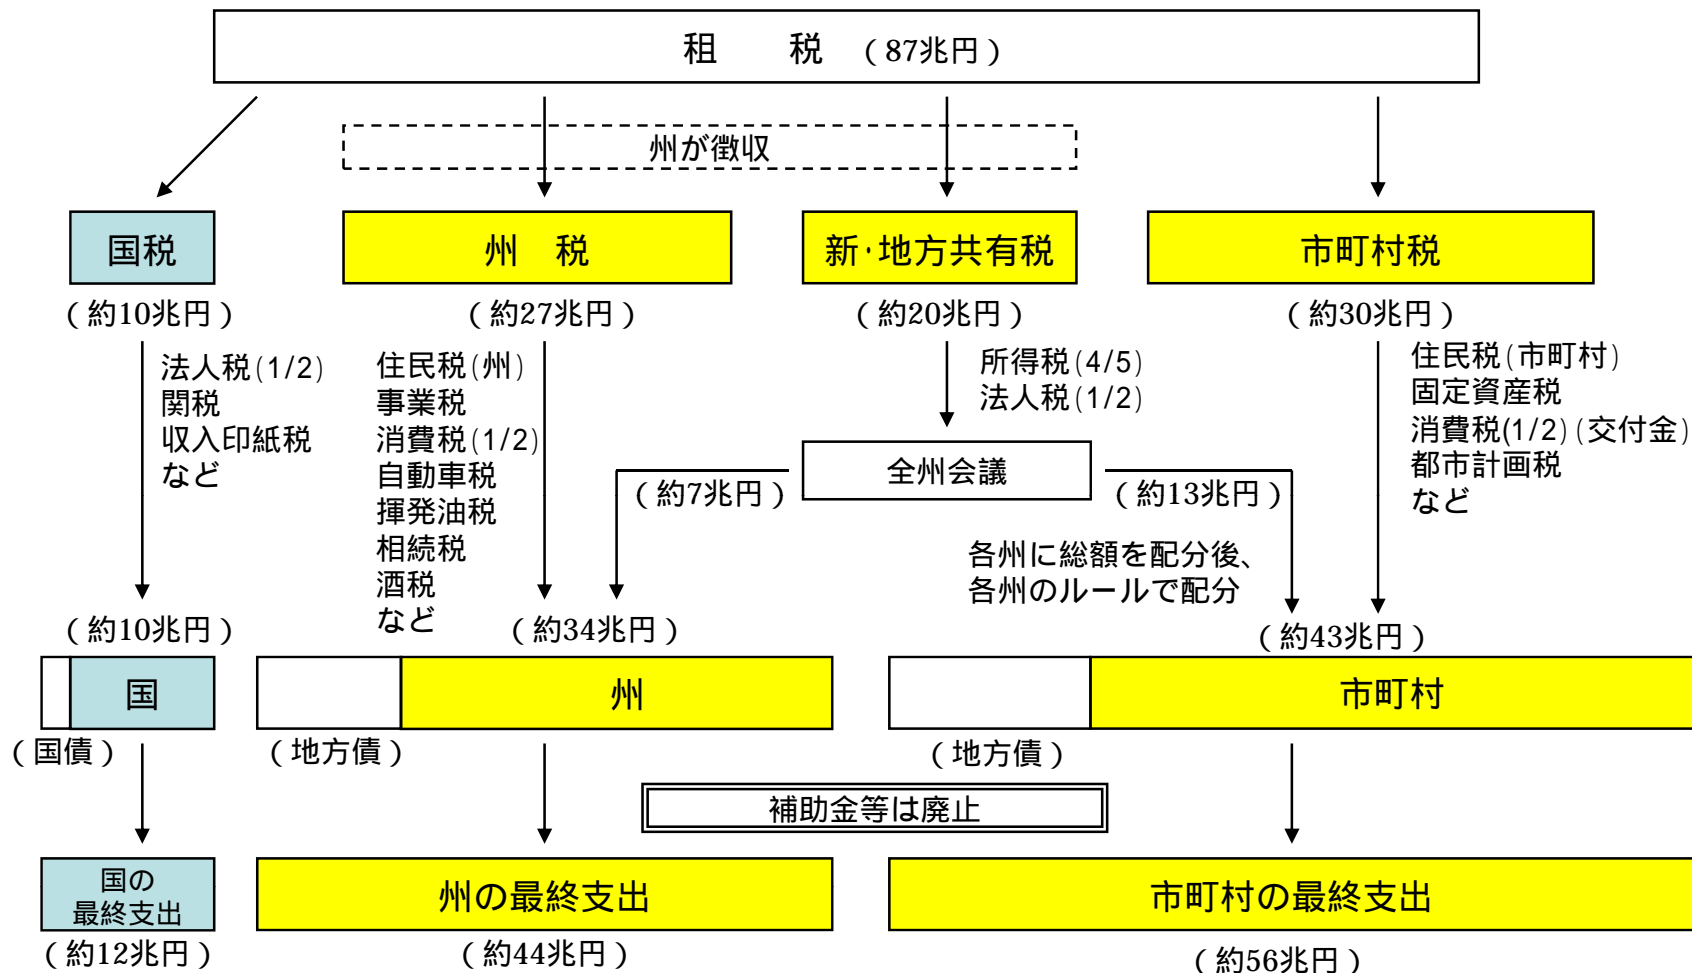 租　　税　（87兆円）
州が徴収
国税
州　税
新・地方共有税
市町村税
（約10兆円）
（約27兆円）
（約20兆円）
（約30兆円）
法人税(1/2)
関税
収入印紙税
など
住民税(州)
事業税
消費税(1/2)
自動車税
揮発油税
相続税
酒税
など
所得税(4/5)
法人税(1/2)
住民税(市町村)
固定資産税
消費税(1/2)(交付金)
都市計画税
など
全州会議
（約7兆円）
（約13兆円）
各州に総額を配分後、
各州のルールで配分
（約10兆円）
（約34兆円）
（約43兆円）
国
州
市町村
（国債）
（地方債）
（地方債）
補助金等は廃止
国の
最終支出
州の最終支出
市町村の最終支出
（約12兆円）
（約44兆円）
（約56兆円）